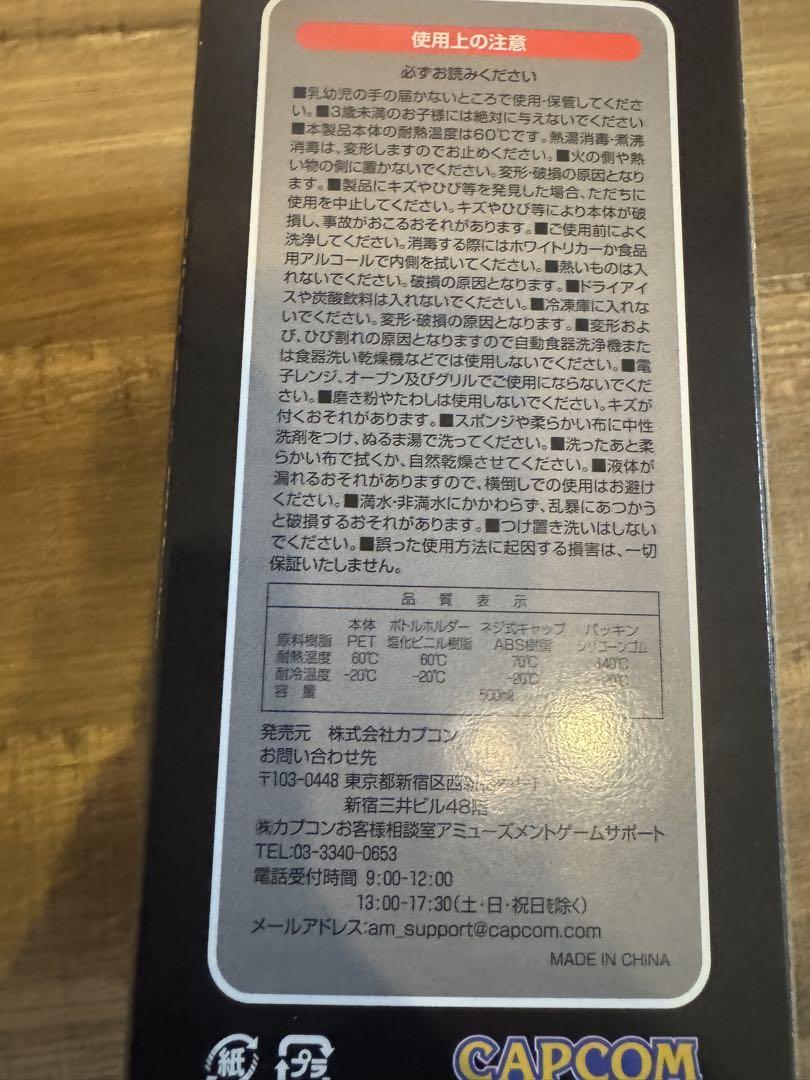 使用上の注意
必ずお読みください
■乳幼児の手の届かないところで使用・保管してくださ
い。■3歳未満のお子様には絶対に与えないでください
■本製品本体の耐熱温度は60℃です。熱湯消毒・煮沸
消毒は、変形しますのでお止めください。■火の側や熱
い物の側に置かないでください。変形・破損の原因となり
ます。■製品にキズやひび等を発見した場合、ただちに
使用を中止してください。キズやひび等により本体が破
損し、事故がおこるおそれがあります。■ご使用前によく
洗浄してください。消毒する際にはホワイトリカーか食品
用アルコールで内側を拭いてください。■熱いものは入
れないでください。破損の原因となります。■ドライアイ
スや炭酸飲料は入れないでください。■冷凍庫に入れな
いでください。変形・破損の原因となります。■変形およ
び、ひび割れの原因となりますので自動食器洗浄機また
は食器洗い乾燥機などでは使用しないでください。■電
子レンジ、オーブン及びグリルでご使用にならないでくだ
さい。■磨き粉やたわしは使用しないでください。キズが
付くおそれがあります。■スポンジや柔らかい布に中性
洗剤をつけ、ぬるま湯で洗ってください。■洗ったあと柔
らかい布で拭くか、自然乾燥させてください。■液体が
漏れるおそれがありますので、横倒しでの使用はお避け
ください。■満水・非満水にかかわらず、乱暴にあつかう
と破損するおそれがあります。■つけ置き洗いはしない
でください。■誤った使用方法に起因する損害は、一切
保証いたしません。
品質表示
本体 ボトルホルダー ネジ式キャップ パッキン
原料樹脂 PET 塩化ビニル樹脂 ABS樹脂 シリコーンゴム
耐熱温度 60℃ 60℃ 70℃ 140℃
耐冷温度 -20℃ -20℃ -20℃ -20℃
容量 500mℓ
発売元 株式会社カプコン
お問い合わせ先
〒103-0448 東京都新宿区西新
新宿三井ビル48階
㈱カプコンお客様相談室アミューズメントゲームサポート
TEL:03-3340-0653
電話受付時間 9:00-12:00
13:00-17:30(土・日・祝日を除く)
メールアドレス:am_support@capcom.com
MADE IN CHINA
紙 プラ CAPCOM